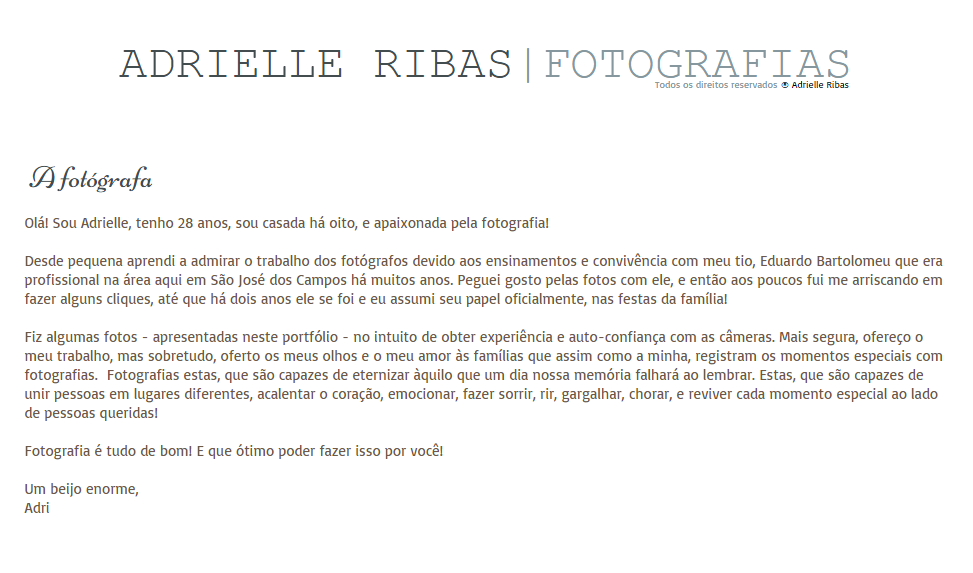 ADRIELLE RIBAS|FOTOGRAFIAS
Todos os direitos reservados ® Adrielle Ribas
A fotógrafa
Olá! Sou Adrielle, tenho 28 anos, sou casada há oito, e apaixonada pela fotografia!
Desde pequena aprendi a admirar o trabalho dos fotógrafos devido aos ensinamentos e convivência com meu tio, Eduardo Bartolomeu que era
profissional na área aqui em São José dos Campos há muitos anos. Peguei gosto pelas fotos com ele, e então aos poucos fui me arriscando em
fazer alguns cliques, até que há dois anos ele se foi e eu assumi seu papel oficialmente, nas festas da família!
Fiz algumas fotos - apresentadas neste portfólio - no intuito de obter experiência e auto-confiança com as câmeras. Mais segura, ofereço o
meu trabalho, mas sobretudo, oferto os meus olhos e o meu amor às famílias que assim como a minha, registram os momentos especiais com
fotografias.  Fotografias estas, que são capazes de eternizar àquilo que um dia nossa memória falhará ao lembrar. Estas, que são capazes de
unir pessoas em lugares diferentes, acalentar o coração, emocionar, fazer sorrir, rir, gargalhar, chorar, e reviver cada momento especial ao lado
de pessoas queridas!
Fotografia é tudo de bom! E que ótimo poder fazer isso por você!
Um beijo enorme,
Adri